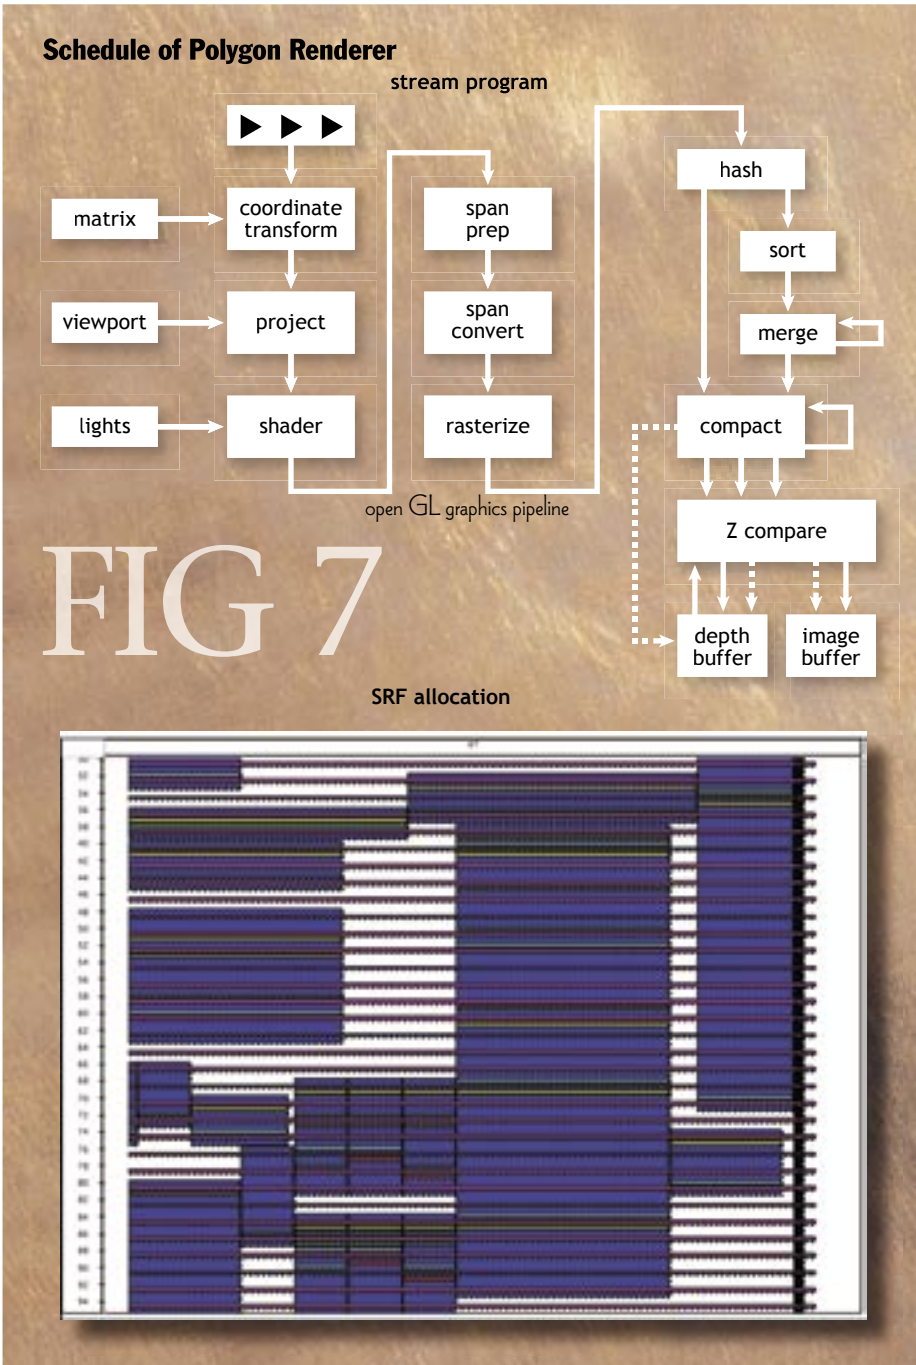 Schedule of Polygon Renderer
stream program
matrix
coordinate
transform
viewport
project
lights
shader
span
prep
span
convert
rasterize
hash
sort
merge
compact
Z compare
depth
buffer
image
buffer
open GL graphics pipeline
FIG 7
SRF allocation